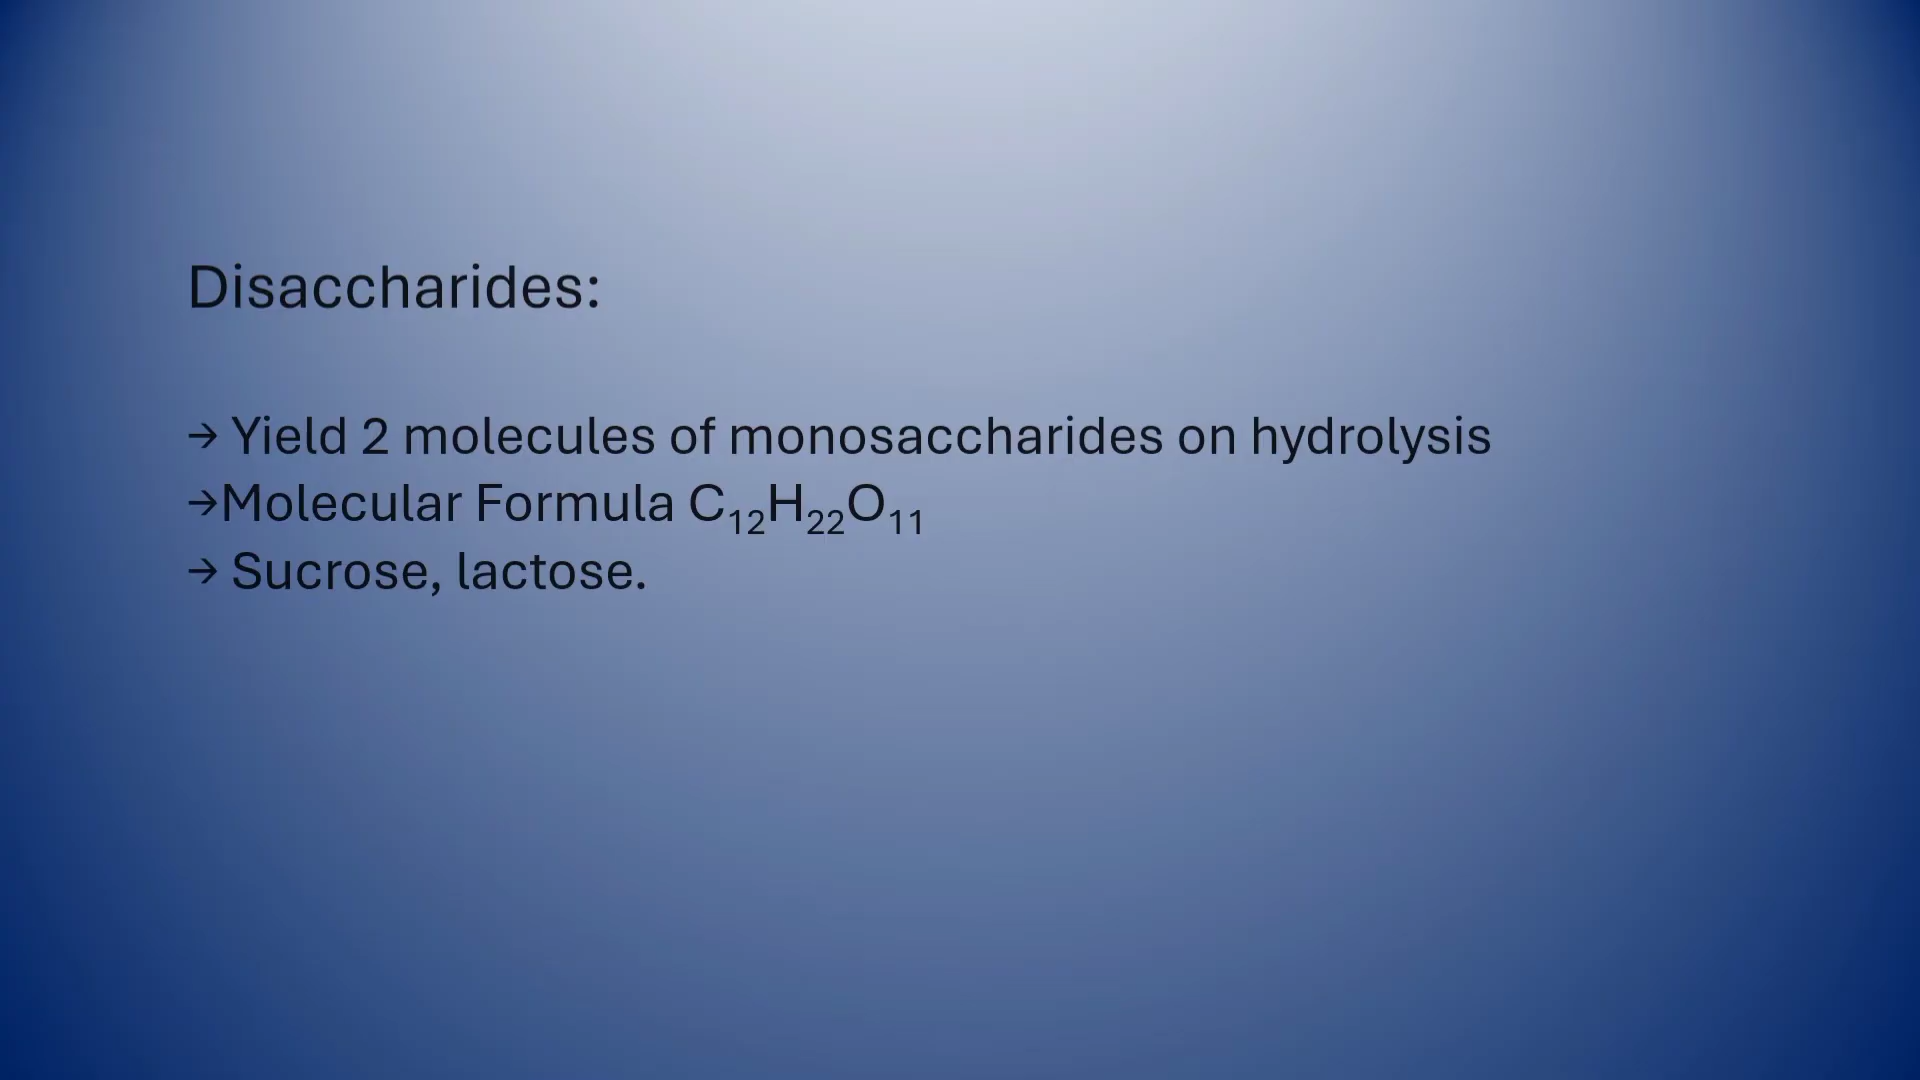 Disaccharides:
→ Yield 2 molecules of monosaccharides on hydrolysis
→Molecular Formula C₁₂H₂₂O₁₁
→ Sucrose, lactose.